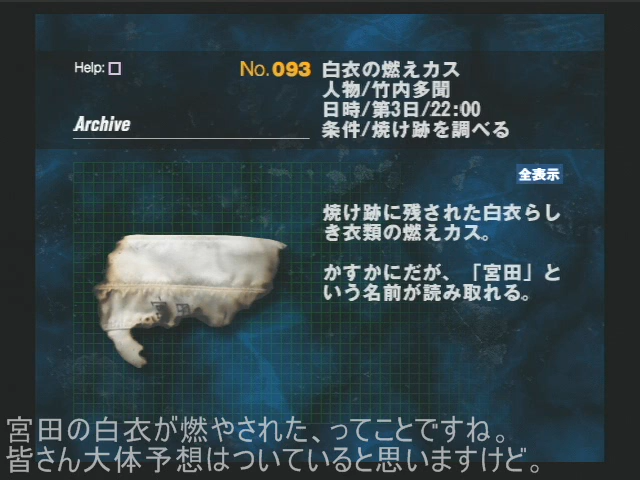 Help: □
No.093
白衣の燃えカス
人物/竹内多聞
日時/第3日/22:00
条件/焼け跡を調べる
Archive
全表示
焼け跡に残された白衣らし
き衣類の燃えカス。
かすかにだが、「宮田」と
いう名前が読み取れる。
宮田の白衣が燃やされた、ってことですね。
皆さん大体予想はついていると思いますけど。